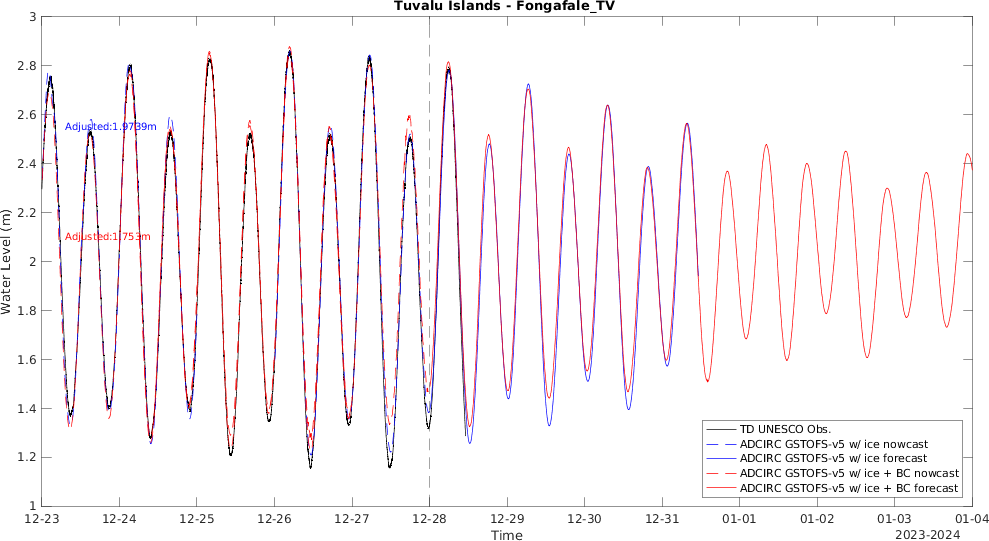 Tuvalu Islands - Fongafale_TV
3
2.8
2.6
2.4
2.2
2
1.8
1.6
1.4
1.2
1
Water Level (m)
Adjusted:1.9739m
Adjusted:1.753m
TD UNESCO Obs.
ADCIRC GSTOFS-v5 w/ ice nowcast
ADCIRC GSTOFS-v5 w/ ice forecast
ADCIRC GSTOFS-v5 w/ ice + BC nowcast
ADCIRC GSTOFS-v5 w/ ice + BC forecast
12-23 12-24 12-25 12-26 12-27 12-28 12-29 12-30 12-31 01-01 01-02 01-03 01-04
Time
2023-2024